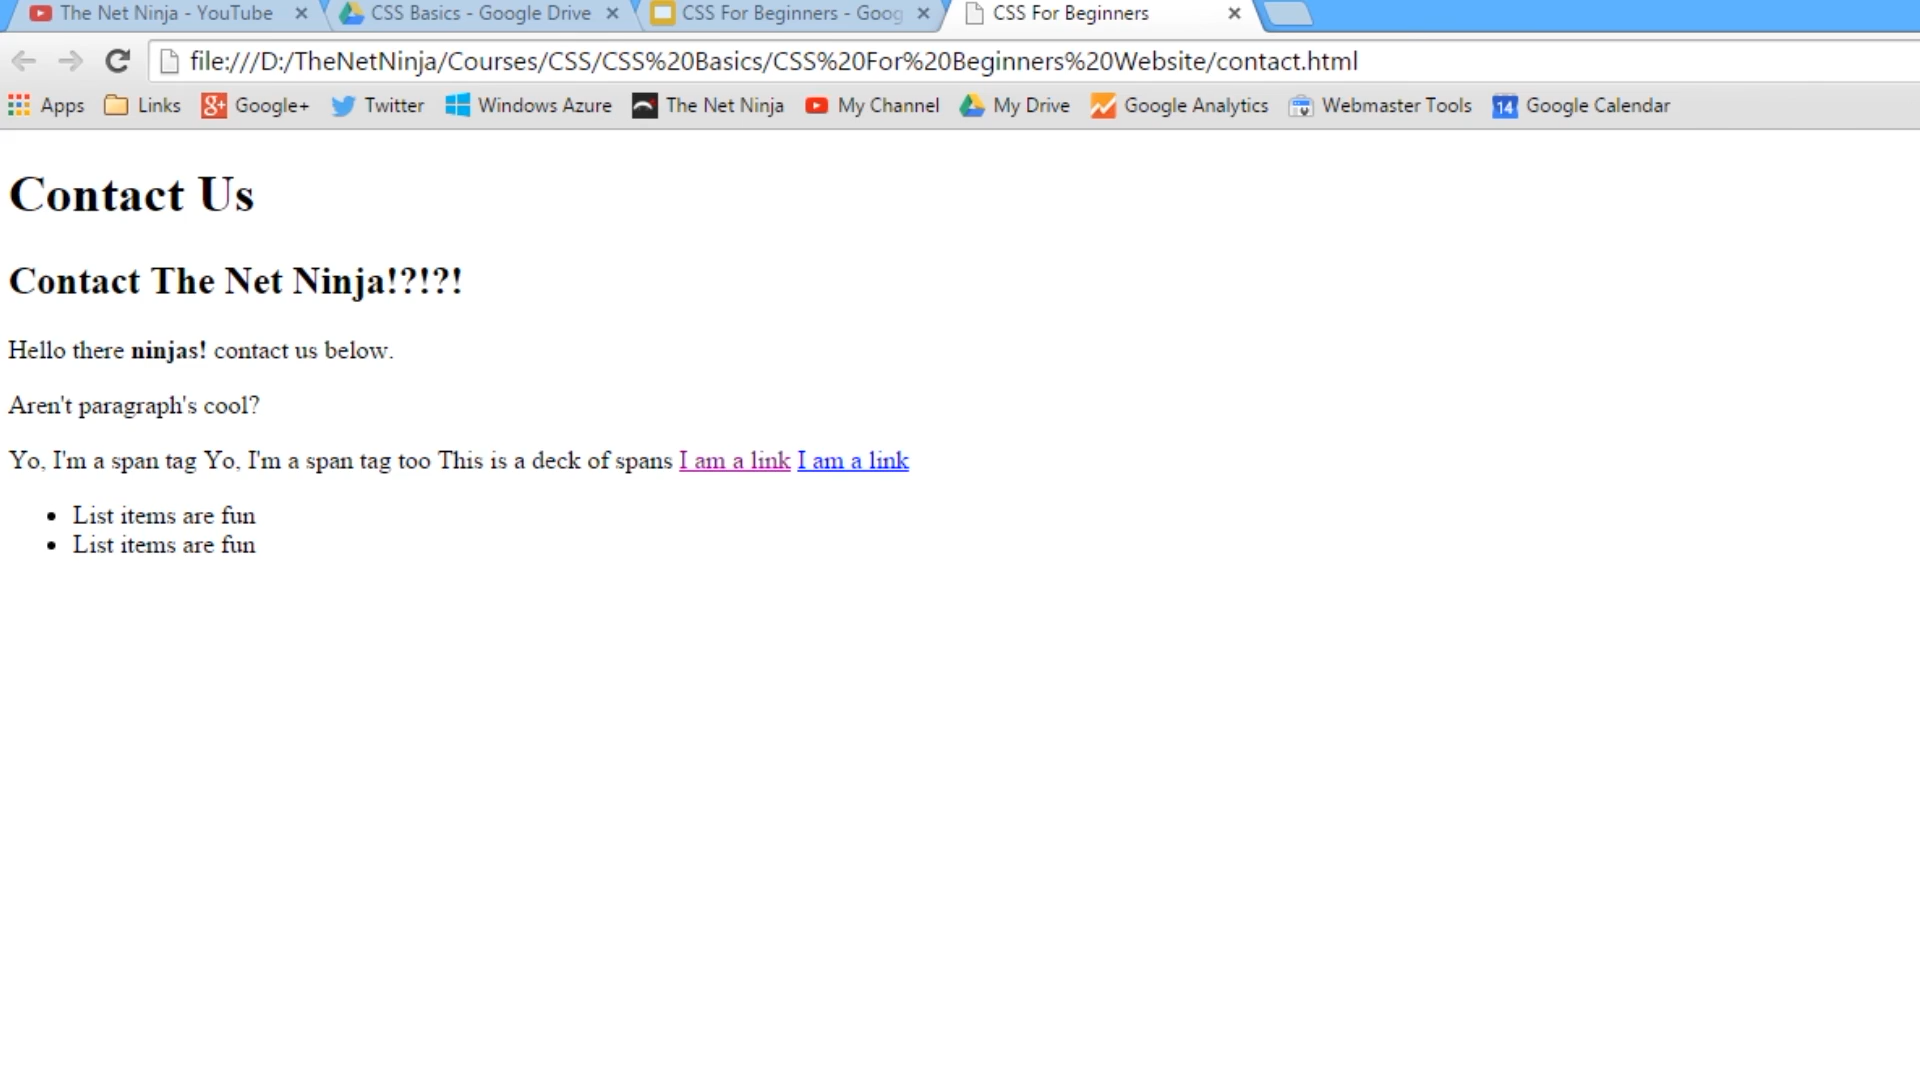 The Net Ninja - YouTube
CSS Basics - Google Drive
CSS For Beginners - Goog
CSS For Beginners
file:///D:/TheNetNinja/Courses/CSS/CSS%20Basics/CSS%20For%20Beginners%20Website/contact.html
Apps Links Google+ Twitter Windows Azure The Net Ninja My Channel My Drive Google Analytics Webmaster Tools 14 Google Calendar
Contact Us
Contact The Net Ninja!?!?!
Hello there ninjas! contact us below.
Aren't paragraph's cool?
Yo, I'm a span tag Yo, I'm a span tag too This is a deck of spans I am a link I am a link
List items are fun
List items are fun